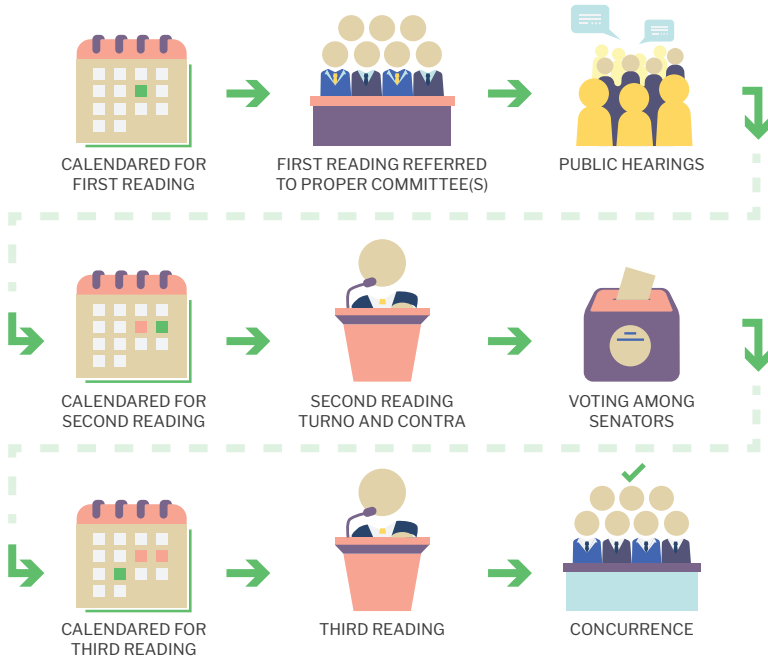 CALENDARED FOR
FIRST READING
FIRST READING REFERRED
TO PROPER COMMITTEE(S)
PUBLIC HEARINGS
CALENDARED FOR
SECOND READING
SECOND READING
TURNO AND CONTRA
VOTING AMONG
SENATORS
CALENDARED FOR
THIRD READING
THIRD READING
CONCURRENCE